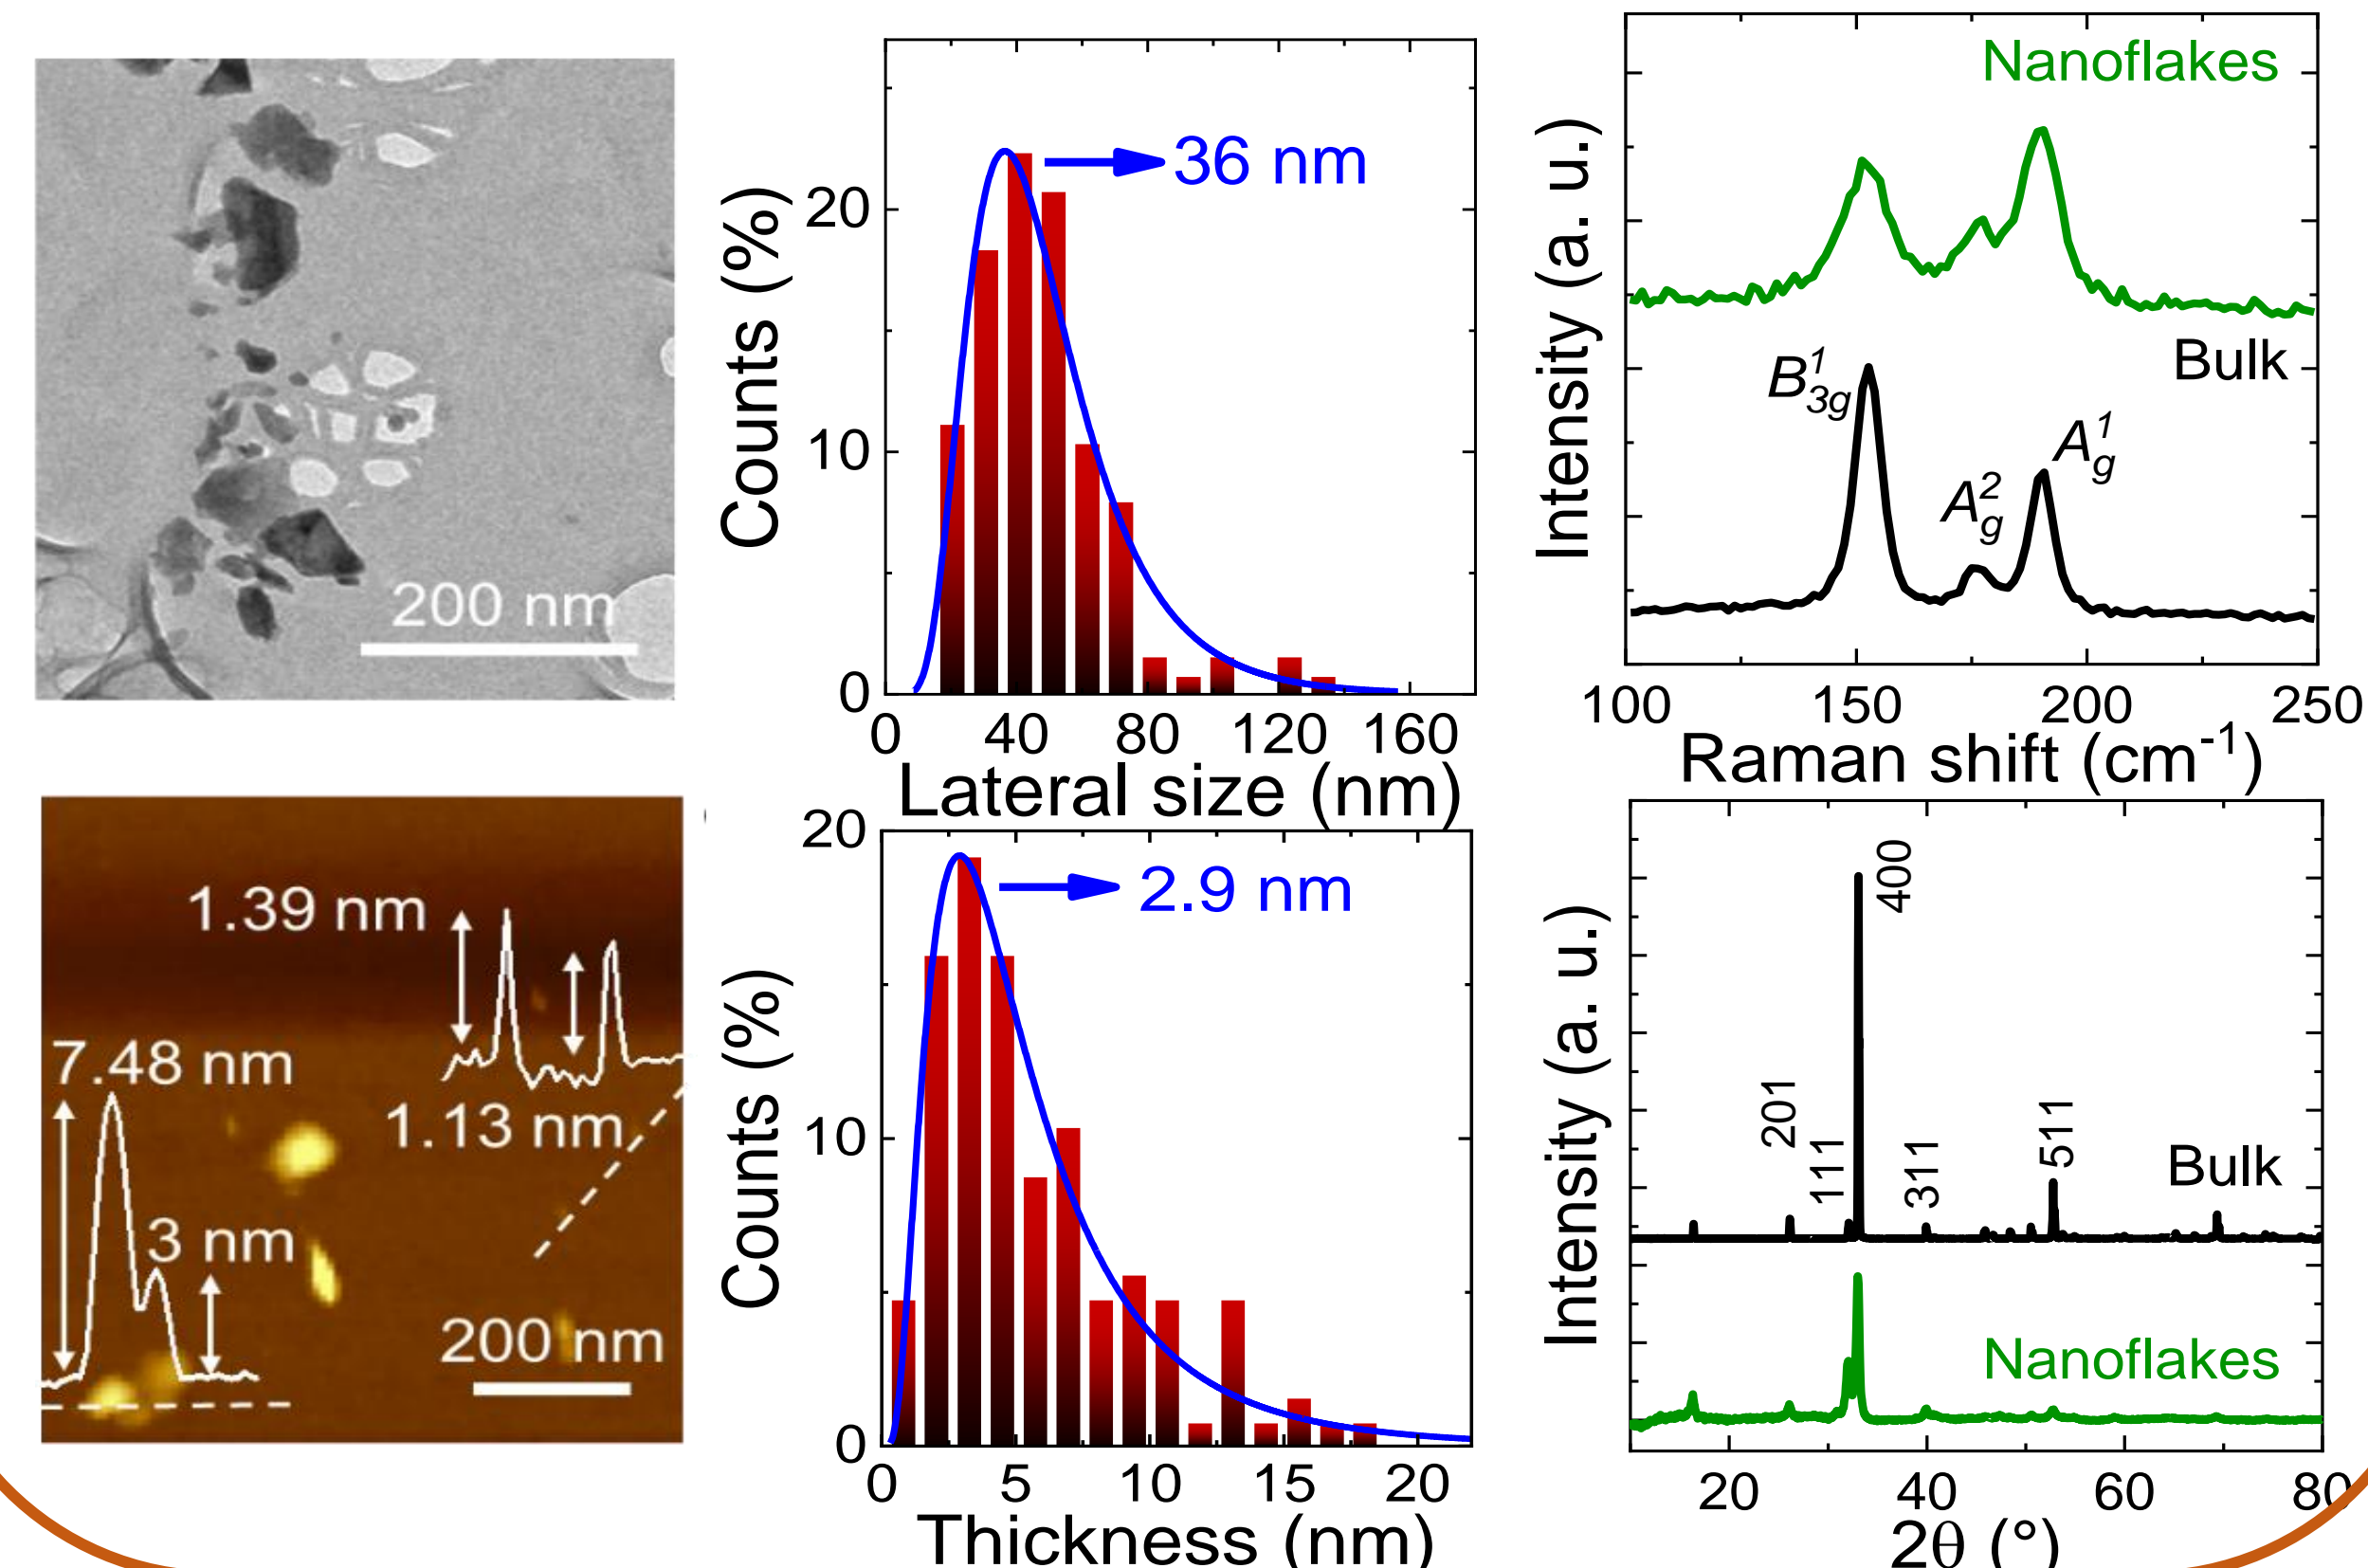 200 nm
Counts (%)
20
10
0
36 nm
0 40 80 120 160
Lateral size (nm)
Intensity (a. u.)
Nanoflakes
Bulk
B¹₃g
A²g
A¹g
100 150 200 250
Raman shift (cm⁻¹)
1.39 nm
7.48 nm
1.13 nm
3 nm
200 nm
Counts (%)
20
10
0
2.9 nm
0 5 10 15 20
Thickness (nm)
Intensity (a. u.)
201
111
400
311
511
Bulk
Nanoflakes
20 40 60 80
2θ (°)